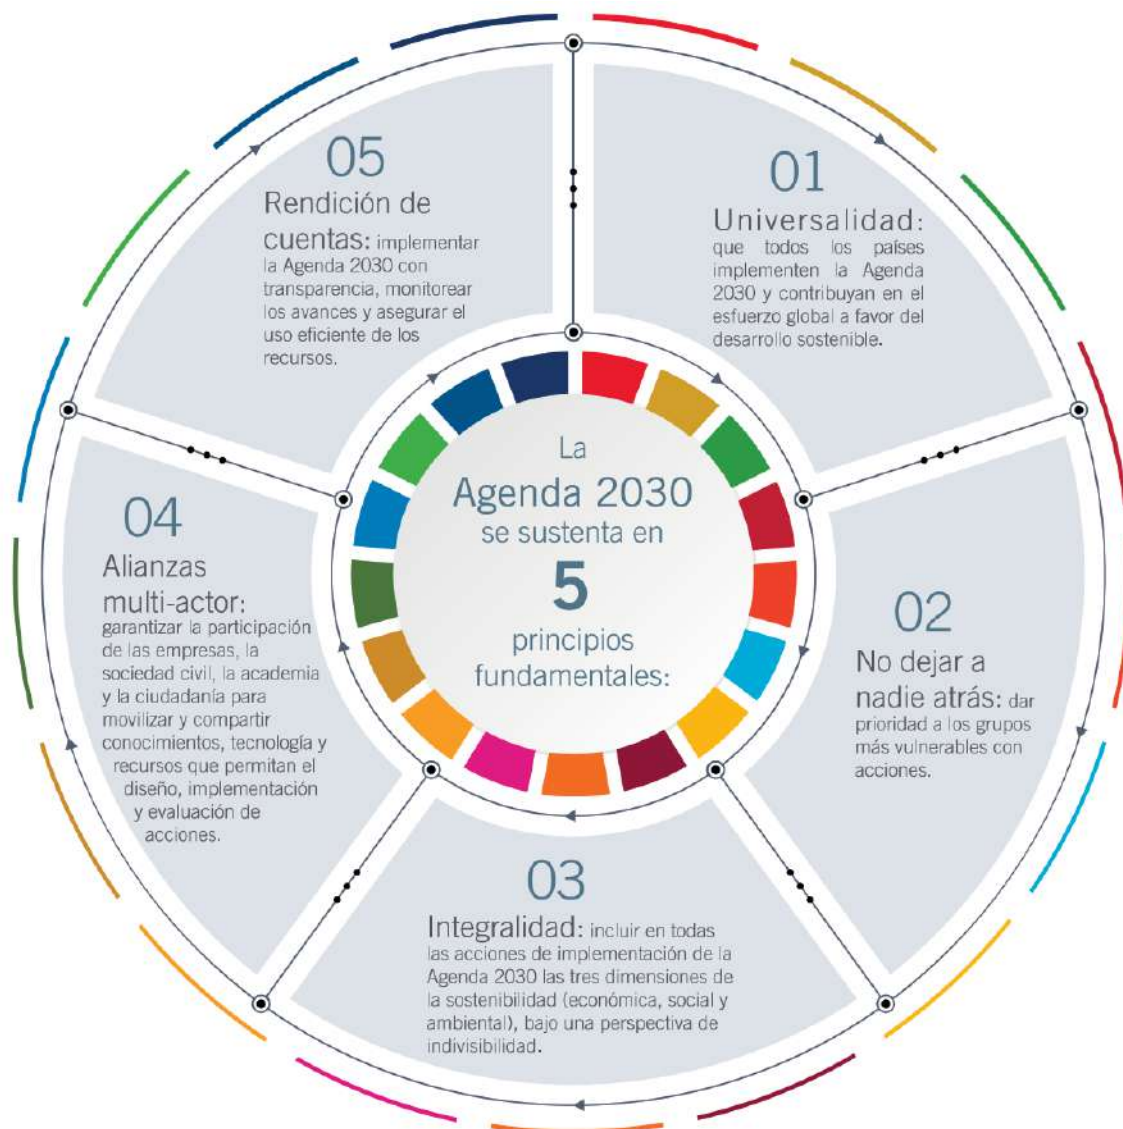 La
Agenda 2030
se sustenta en
5
principios
fundamentales:
01
Universalidad:
que todos los países
implementen la Agenda
2030 y contribuyan en el
esfuerzo global a favor del
desarrollo sostenible.
02
No dejar a
nadie atrás: dar
prioridad a los grupos
más vulnerables con
acciones.
03
Integralidad: incluir en todas
las acciones de implementación de la
Agenda 2030 las tres dimensiones de
la sostenibilidad (económica, social y
ambiental), bajo una perspectiva de
indivisibilidad.
04
Alianzas
multi-actor:
garantizar la participación
de las empresas, la
sociedad civil, la academia
y la ciudadanía para
movilizar y compartir
conocimientos, tecnología y
recursos que permitan el
diseño, implementación
y evaluación de
acciones.
05
Rendición de
cuentas: implementar
la Agenda 2030 con
transparencia, monitorear
los avances y asegurar el
uso eficiente de los
recursos.